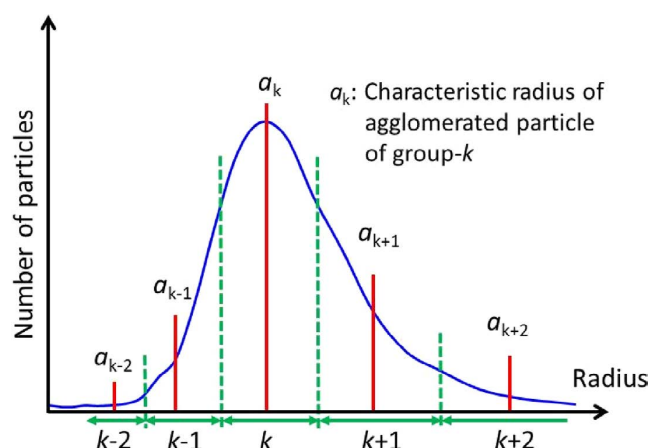 Number of particles
a_k
a_k: Characteristic radius of
agglomerated particle
of group-k
a_k+1
a_k-1
a_k+2
a_k-2
Radius
k-2 k-1 k k+1 k+2